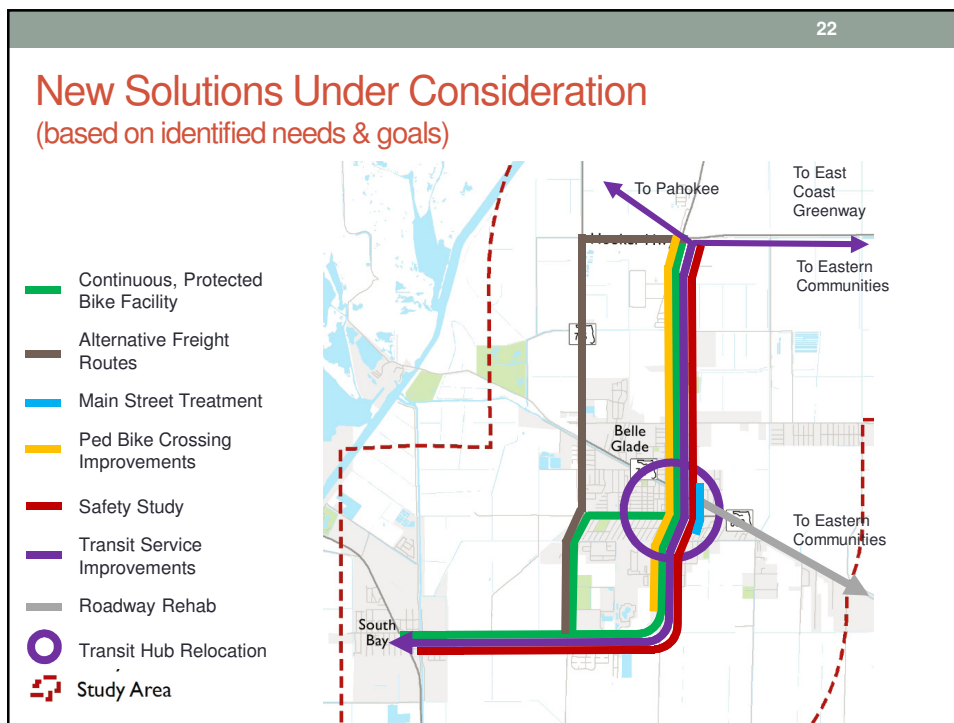 22
New Solutions Under Consideration
(based on identified needs & goals)
To Pahokee
To East
Coast
Greenway
To Eastern
Communities
Continuous, Protected
Bike Facility
Alternative Freight
Routes
Main Street Treatment
Ped Bike Crossing
Improvements
Safety Study
Transit Service
Improvements
Roadway Rehab
Transit Hub Relocation
Study Area
Belle
Glade
To Eastern
Communities
South
Bay